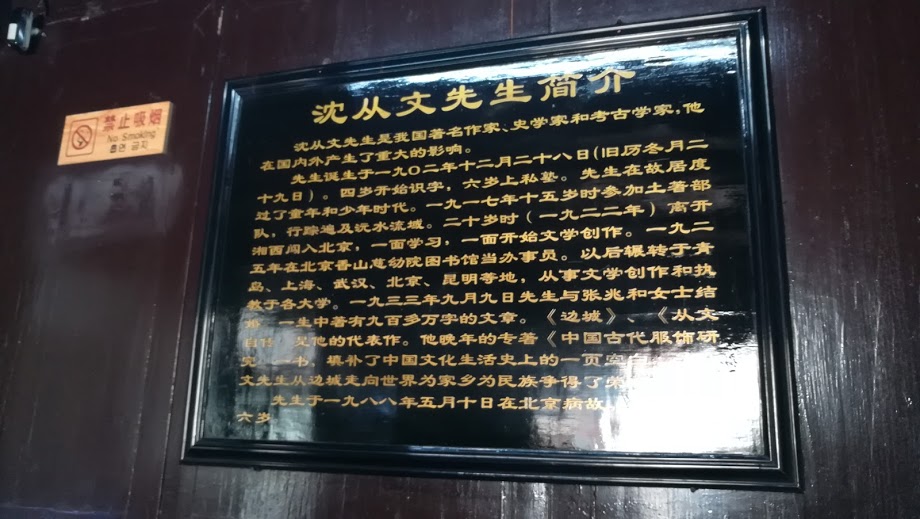 禁止吸烟
No Smoking
흡연 금지
沈从文先生简介
沈从文先生是我国著名作家、史学家和考古学家，他
在国内外产生了重大的影响。
先生诞生于一九〇二年十二月二十八日（旧历冬月二
十九日）。四岁开始识字，六岁上私塾。先生在故居度
过了童年和少年时代。一九一七年十五岁时参加土著部
队，行踪遍及沅水流域。二十岁时（一九二二年）离开
湘西闯入北京，一面学习，一面开始文学创作。一九二
五年在北京香山慈幼院图书馆当办事员。以后辗转于青
岛、上海、武汉、北京、昆明等地，从事文学创作和执
教于各大学。一九三三年九月九日先生与张兆和女士结
婚，一生中著有九百多万字的文章。《边城》、《从文
自传》是他的代表作。他晚年的专著《中国古代服饰研
究》一书，填补了中国文化生活史上的一页空
文先生从边城走向世界为家乡为民族争得了荣
先生于一九八八年五月十日在北京病故
六岁